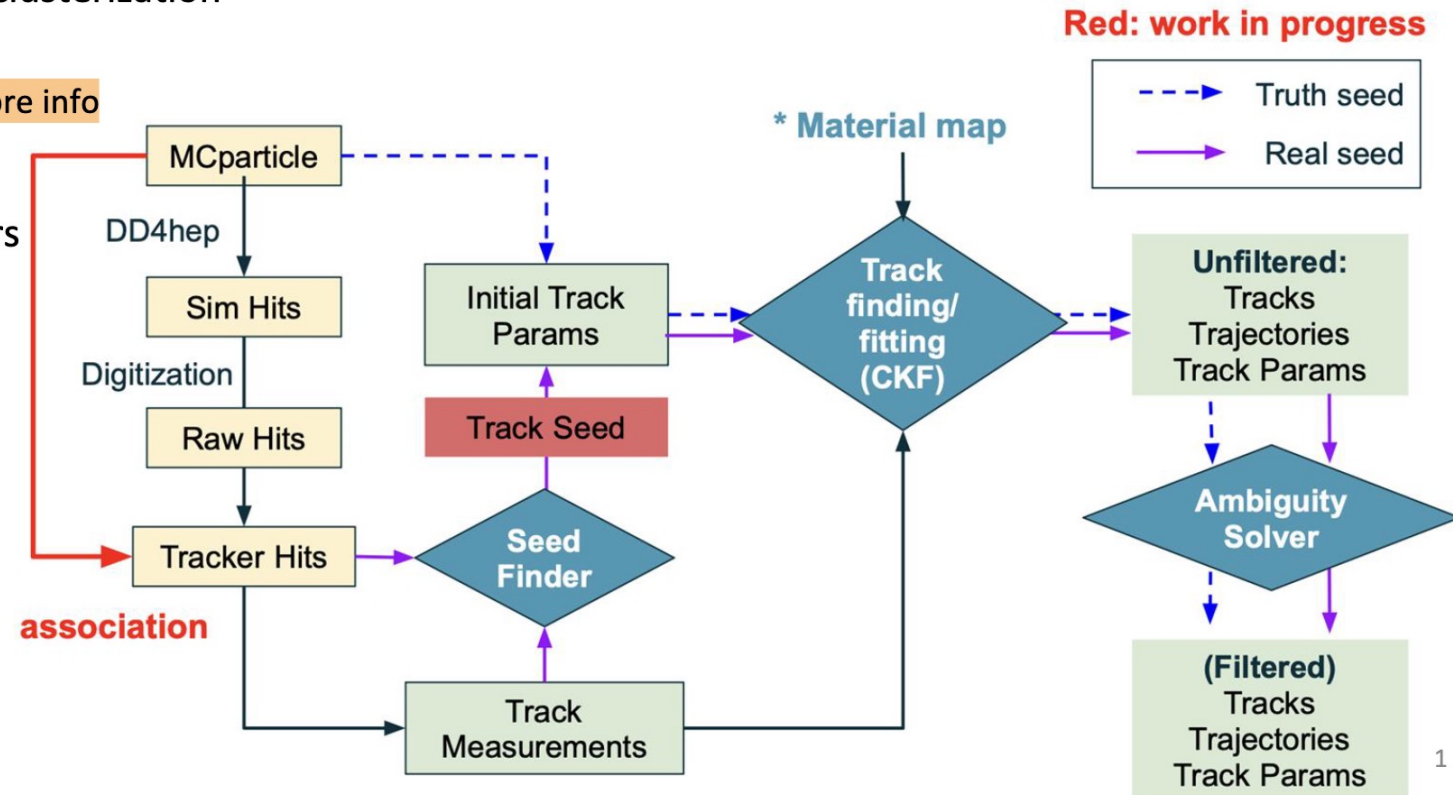 Red: work in progress
ore info
Truth seed
Real seed
* Material map
MCparticle
DD4hep
Sim Hits
Digitization
Raw Hits
Tracker Hits
association
Initial Track
Params
Track Seed
Seed
Finder
Track
Measurements
Track
finding/
fitting
(CKF)
Unfiltered:
Tracks
Trajectories
Track Params
Ambiguity
Solver
(Filtered)
Tracks
Trajectories
Track Params
1